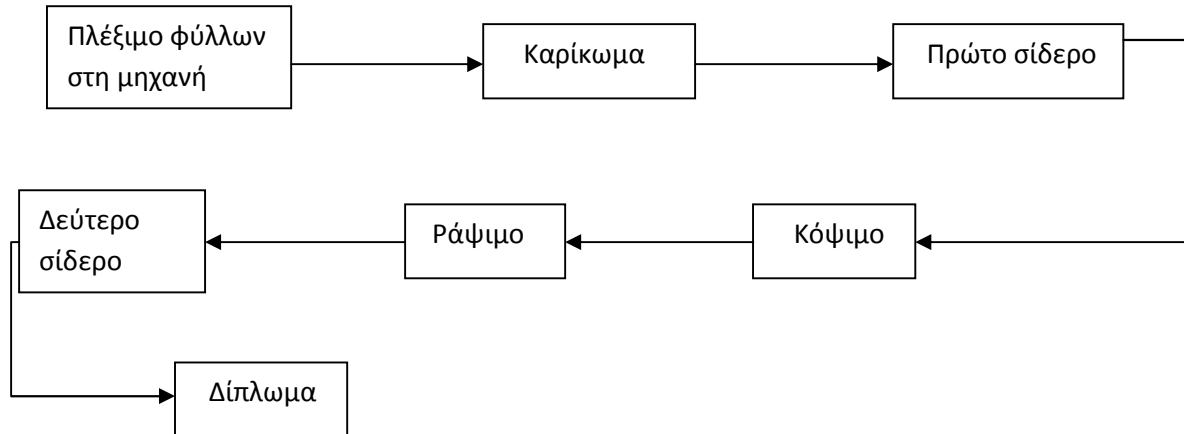 Πλέξιμο φύλλων
στη μηχανή
Καρίκωμα
Πρώτο σίδερο
Κόψιμο
Ράψιμο
Δεύτερο
σίδερο
Δίπλωμα